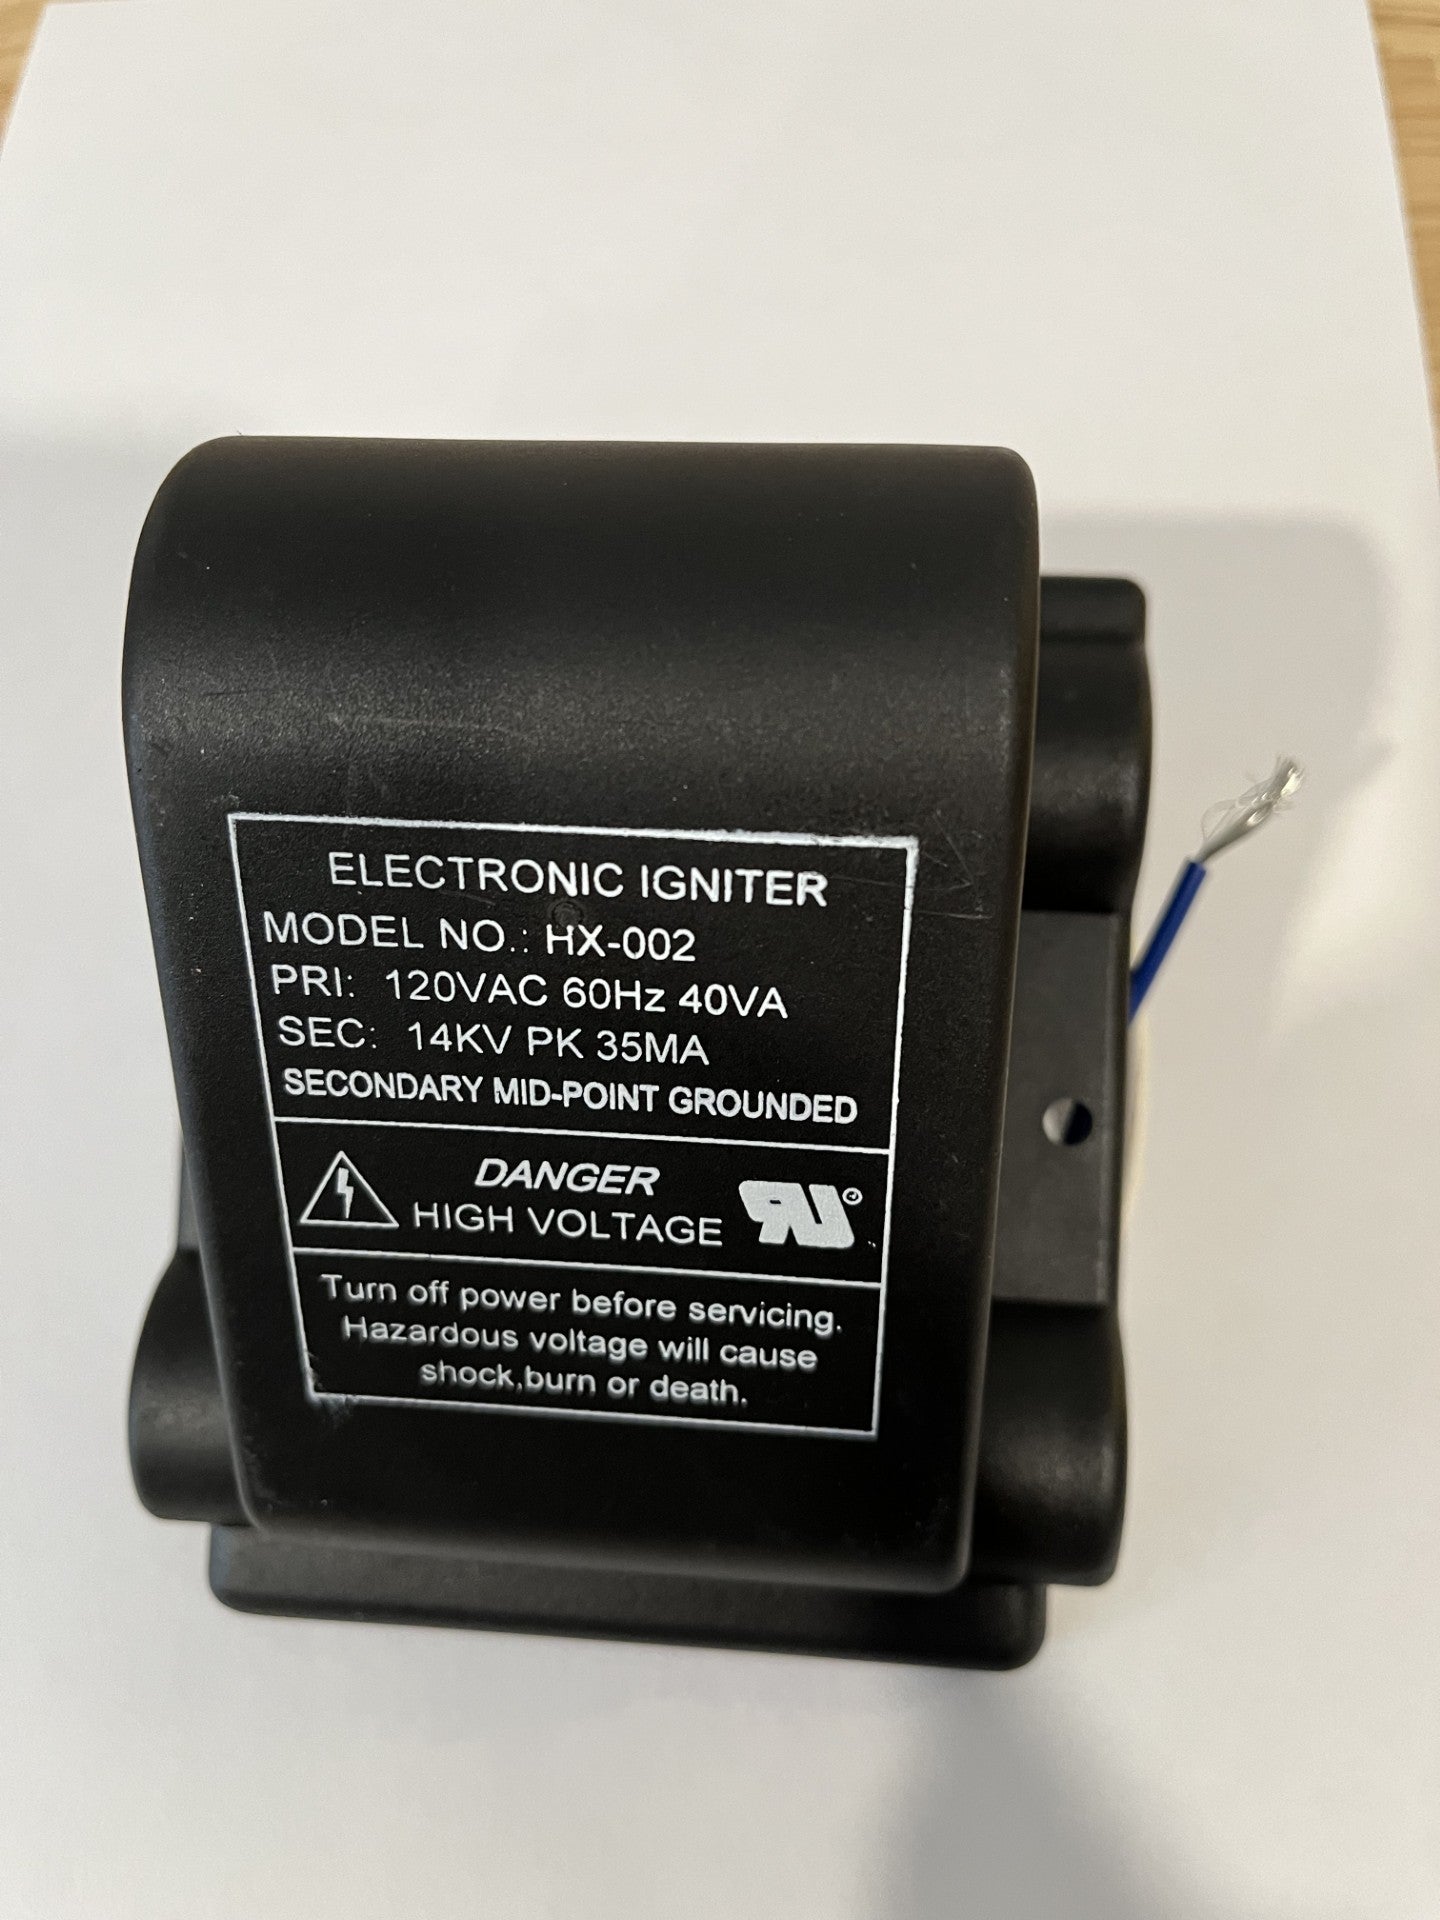 ELECTRONIC IGNITER
MODEL NO.: HX-002
PRI: 120VAC 60Hz 40VA
SEC: 14KV PK 35MA
SECONDARY MID-POINT GROUNDED
DANGER
HIGH VOLTAGE
RU®
Turn off power before servicing.
Hazardous voltage will cause
shock,burn or death.